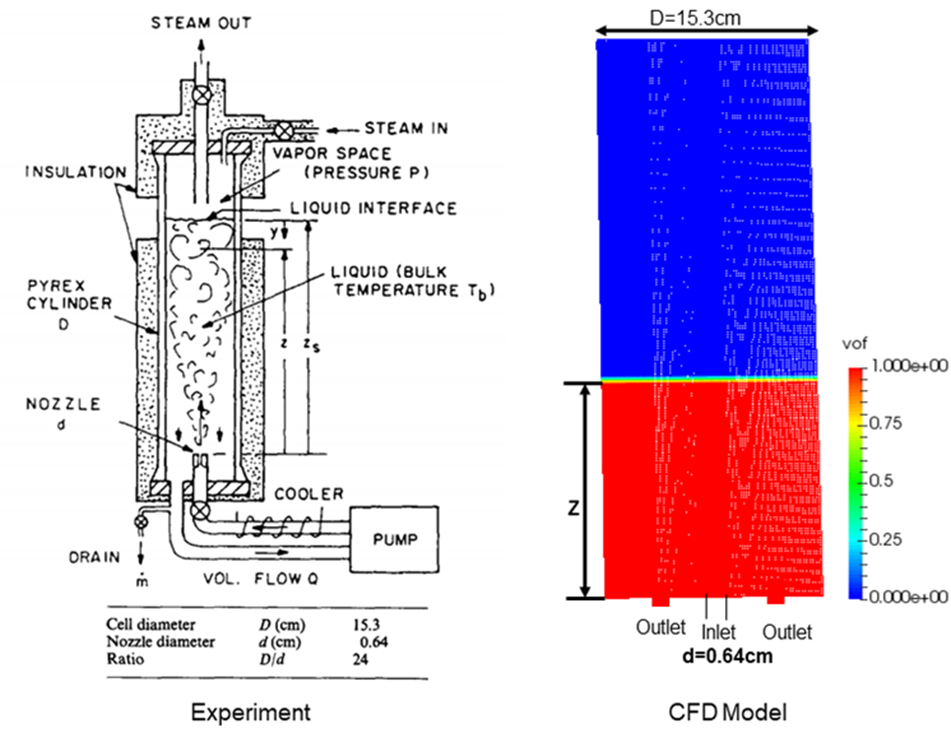 STEAM OUT
STEAM IN
VAPOR SPACE
(PRESSURE P)
INSULATION
LIQUID INTERFACE
y
LIQUID (BULK
TEMPERATURE Tb)
PYREX
CYLINDER
D
z
zs
NOZZLE
d
COOLER
PUMP
DRAIN
ṁ
VOL. FLOW Q
Cell diameter D (cm) 15.3
Nozzle diameter d (cm) 0.64
Ratio D/d 24
Experiment
D=15.3cm
vof
1.000e+00
0.75
0.5
0.25
0.000e+00
Z
Outlet Inlet Outlet
d=0.64cm
CFD Model